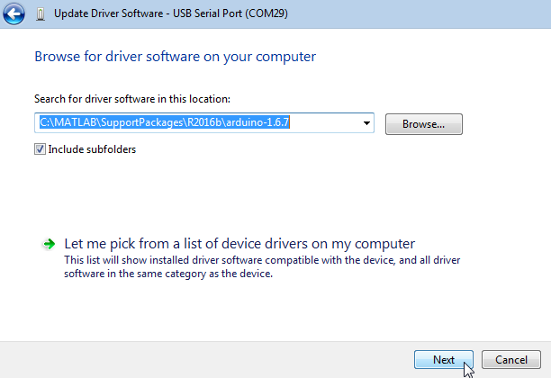 Update Driver Software - USB Serial Port (COM29)
Browse for driver software on your computer
Search for driver software in this location:
C:\MATLAB\SupportPackages\R2016b\arduino-1.6.7
Browse...
Include subfolders
Let me pick from a list of device drivers on my computer
This list will show installed driver software compatible with the device, and all driver
software in the same category as the device.
Next
Cancel